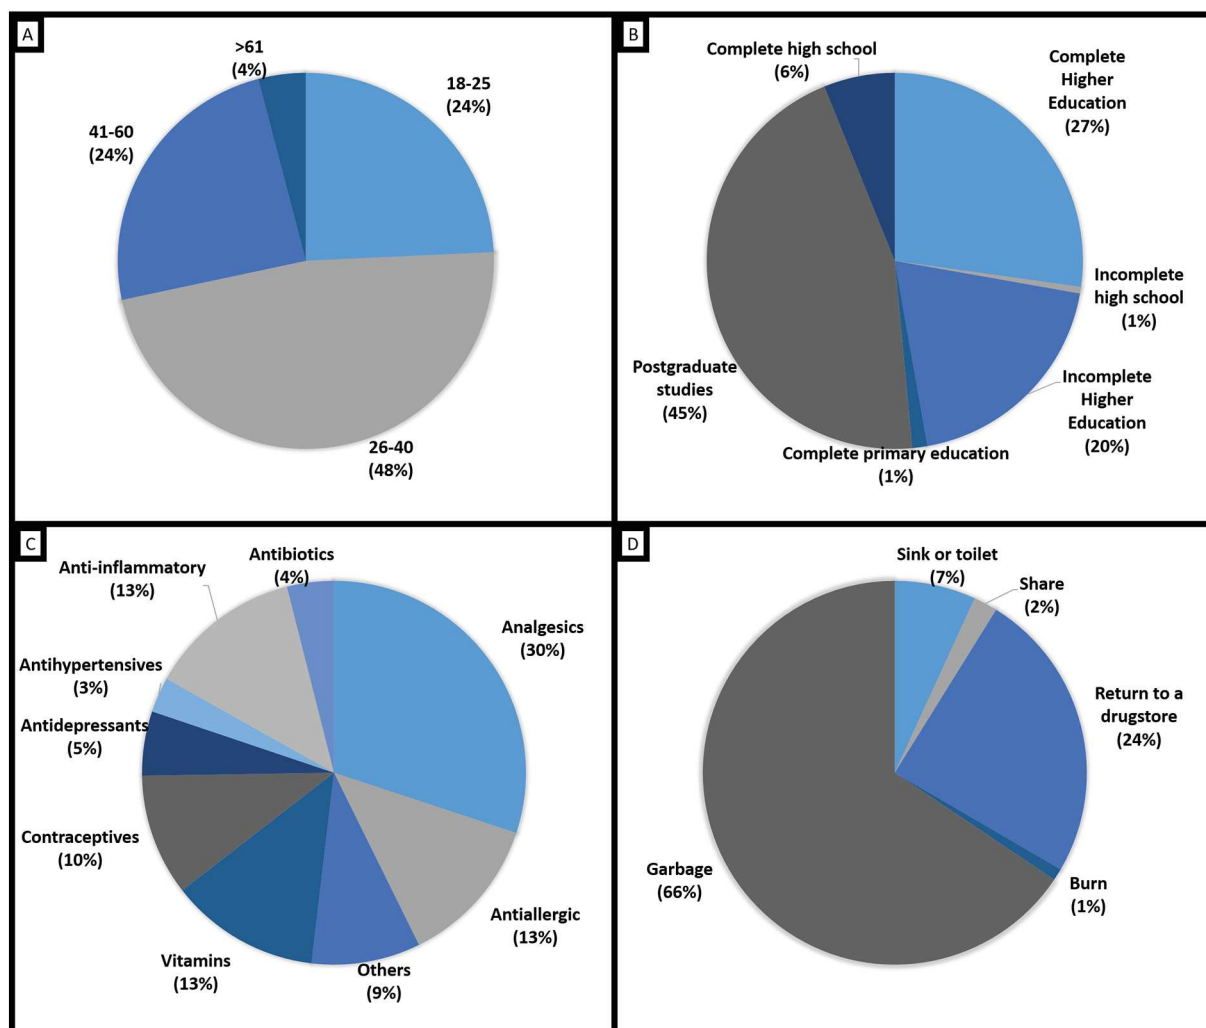 A
>61
(4%)
18-25
(24%)
41-60
(24%)
26-40
(48%)
B
Complete high school
(6%)
Complete
Higher
Education
(27%)
Incomplete
high school
(1%)
Incomplete
Higher
Education
(20%)
Postgraduate
studies
(45%)
Complete primary education
(1%)
C
Antibiotics
(4%)
Anti-inflammatory
(13%)
Analgesics
(30%)
Antihypertensives
(3%)
Antidepressants
(5%)
Contraceptives
(10%)
Antiallergic
(13%)
Vitamins
(13%)
Others
(9%)
D
Sink or toilet
(7%)
Share
(2%)
Return to a
drugstore
(24%)
Garbage
(66%)
Burn
(1%)